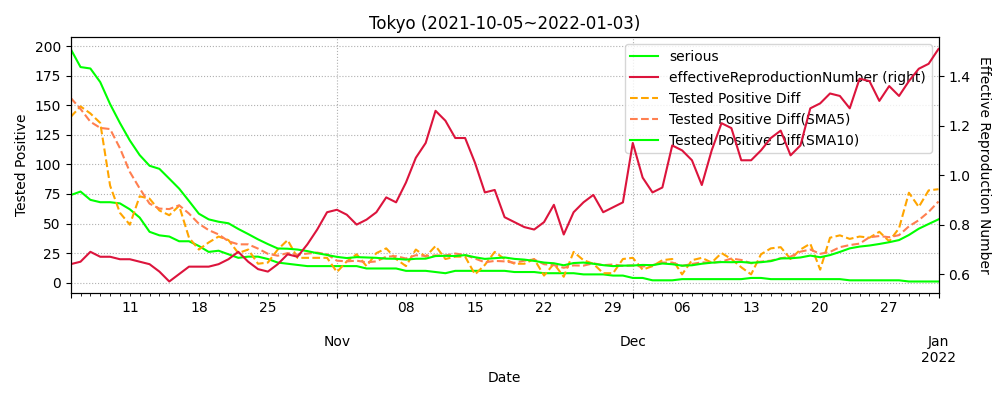 Tokyo (2021-10-05~2022-01-03)
200
175
150
125
100
75
50
25
0
Tested Positive
serious
effectiveReproductionNumber (right)
Tested Positive Diff
Tested Positive Diff(SMA5)
Tested Positive Diff(SMA10)
1.4
1.2
1.0
0.8
0.6
Effective Reproduction Number
11 18 25 08 15 22 29 06 13 20 27
Nov Dec Jan
2022
Date